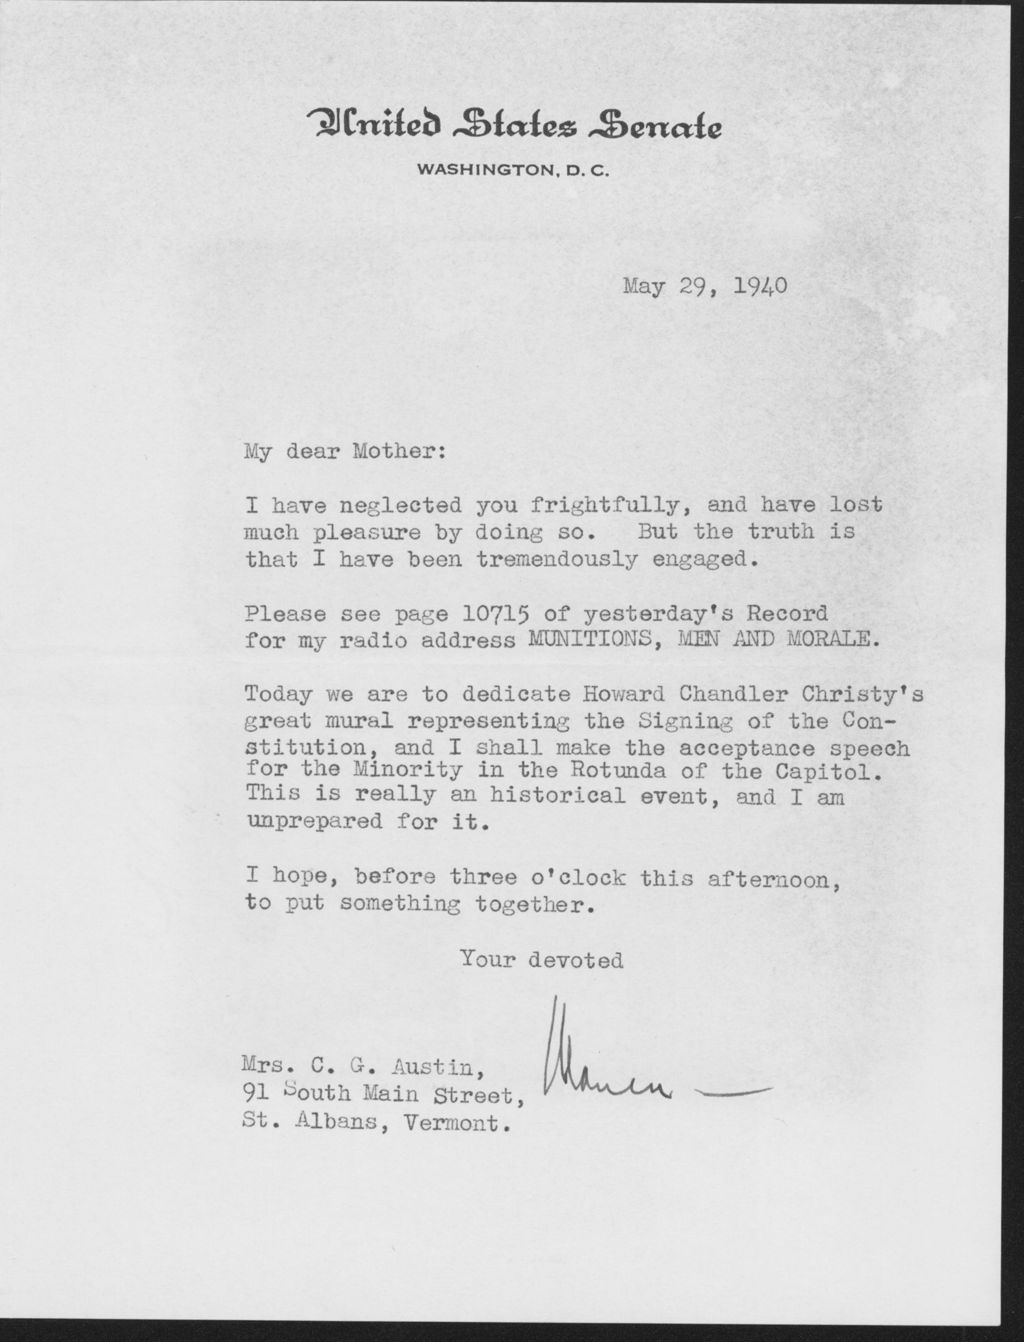 United States Senate
WASHINGTON, D. C.
May 29, 1940
My dear Mother:
I have neglected you frightfully, and have lost
much pleasure by doing so. But the truth is
that I have been tremendously engaged.
Please see page 10715 of yesterday's Record
for my radio address MUNITIONS, MEN AND MORALE.
Today we are to dedicate Howard Chandler Christy's
great mural representing the Signing of the Con-
stitution, and I shall make the acceptance speech
for the Minority in the Rotunda of the Capitol.
This is really an historical event, and I am
unprepared for it.
I hope, before three o'clock this afternoon,
to put something together.
Your devoted
Warren —
Mrs. C. G. Austin,
91 South Main Street,
St. Albans, Vermont.